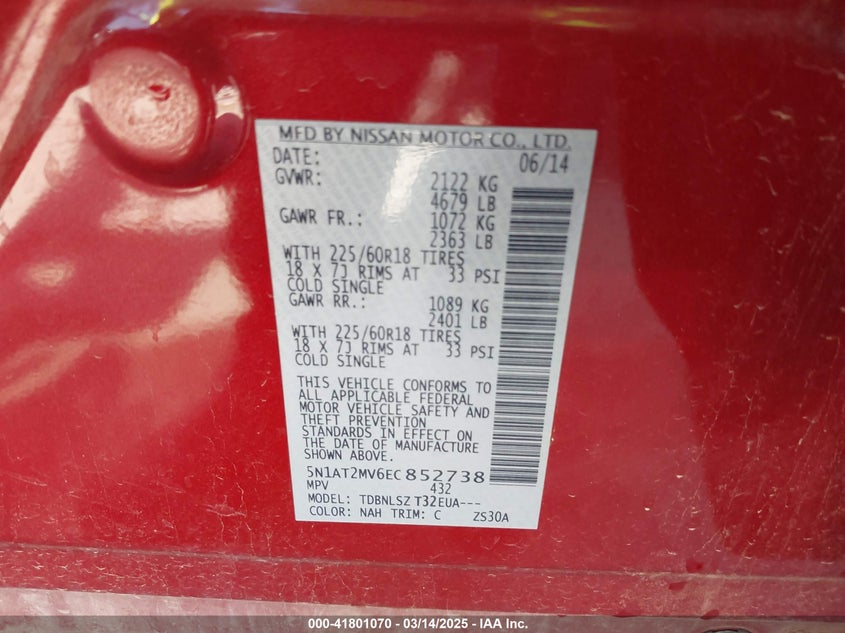 MFD BY NISSAN MOTOR CO., LTD.
DATE: 06/14
GVWR: 2122 KG
4679 LB
GAWR FR.: 1072 KG
2363 LB
WITH 225/60R18 TIRES
18 X 7J RIMS AT 33 PSI
COLD SINGLE
GAWR RR.: 1089 KG
2401 LB
WITH 225/60R18 TIRES
18 X 7J RIMS AT 33 PSI
COLD SINGLE
THIS VEHICLE CONFORMS TO
ALL APPLICABLE FEDERAL
MOTOR VEHICLE SAFETY AND
THEFT PREVENTION
STANDARDS IN EFFECT ON
THE DATE OF MANUFACTURE
SHOWN ABOVE.
5N1AT2MV6EC852738
MPV 432
MODEL: TDBNLSZ T32EUA---
COLOR: NAH TRIM: C ZS30A
000-41801070 / 03/14/2025 - IAA Inc.